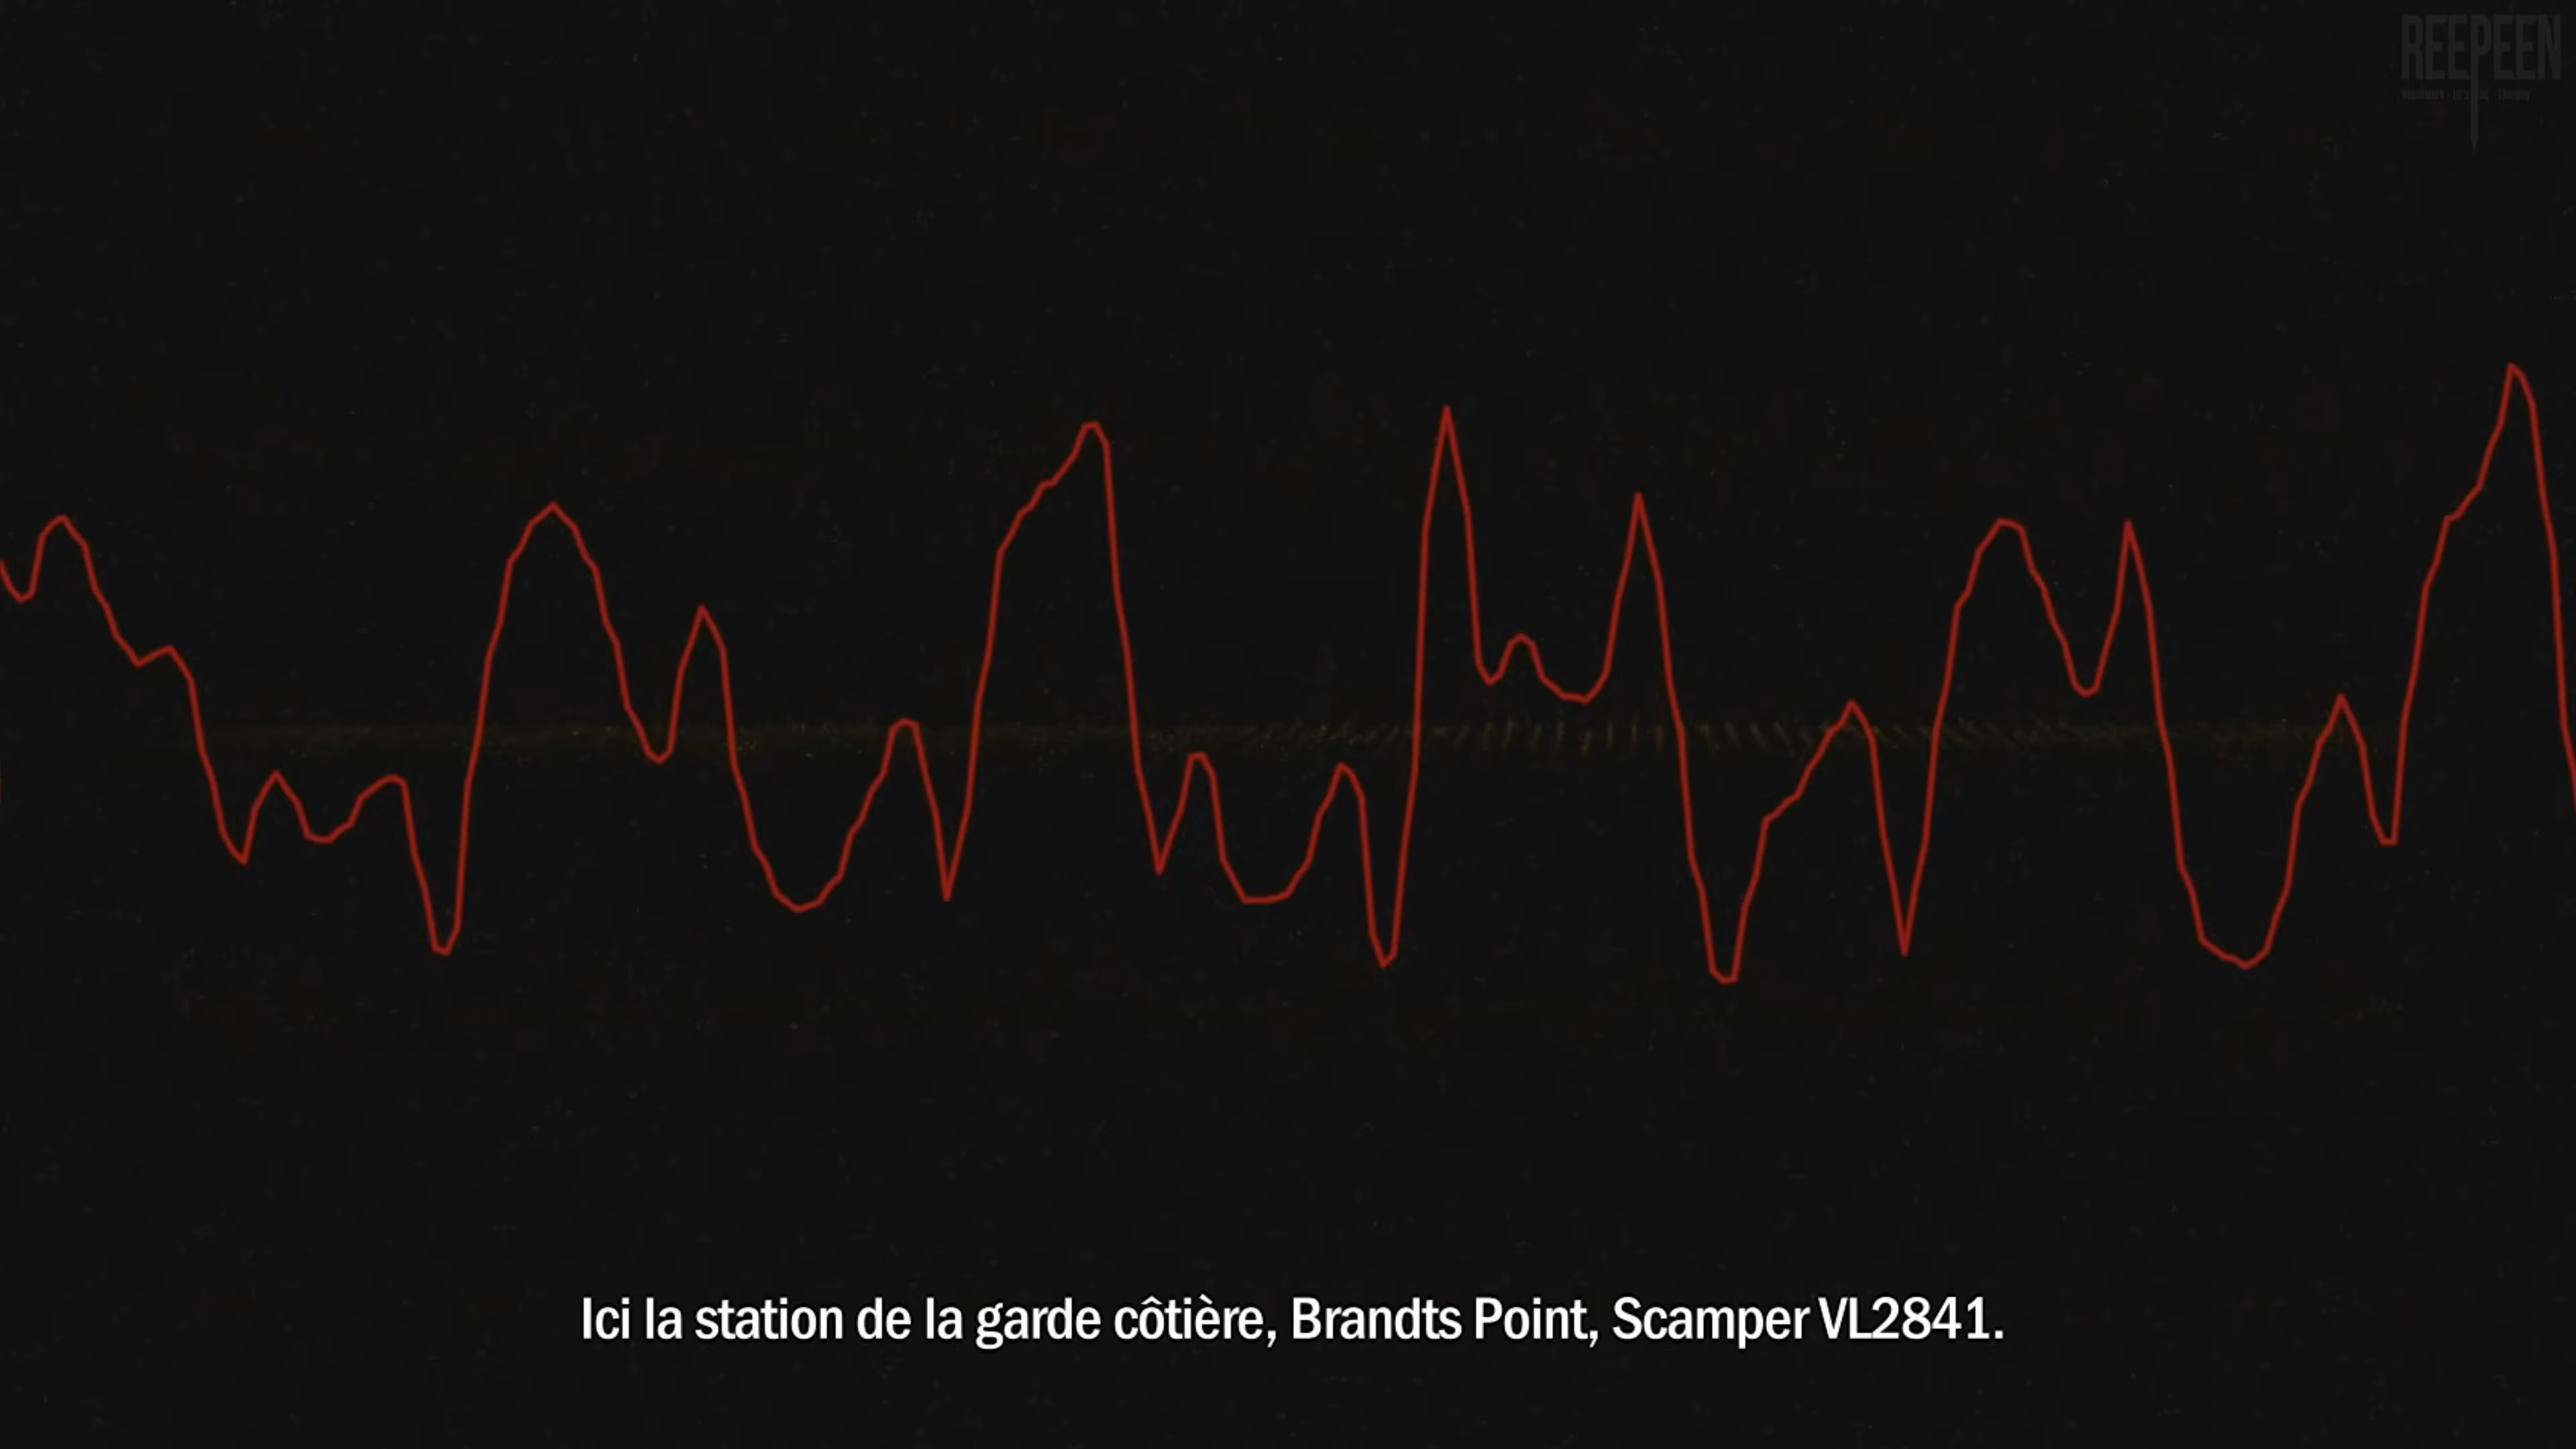 REEPEEN
Ici la station de la garde côtière, Brandts Point, Scamper VL2841.